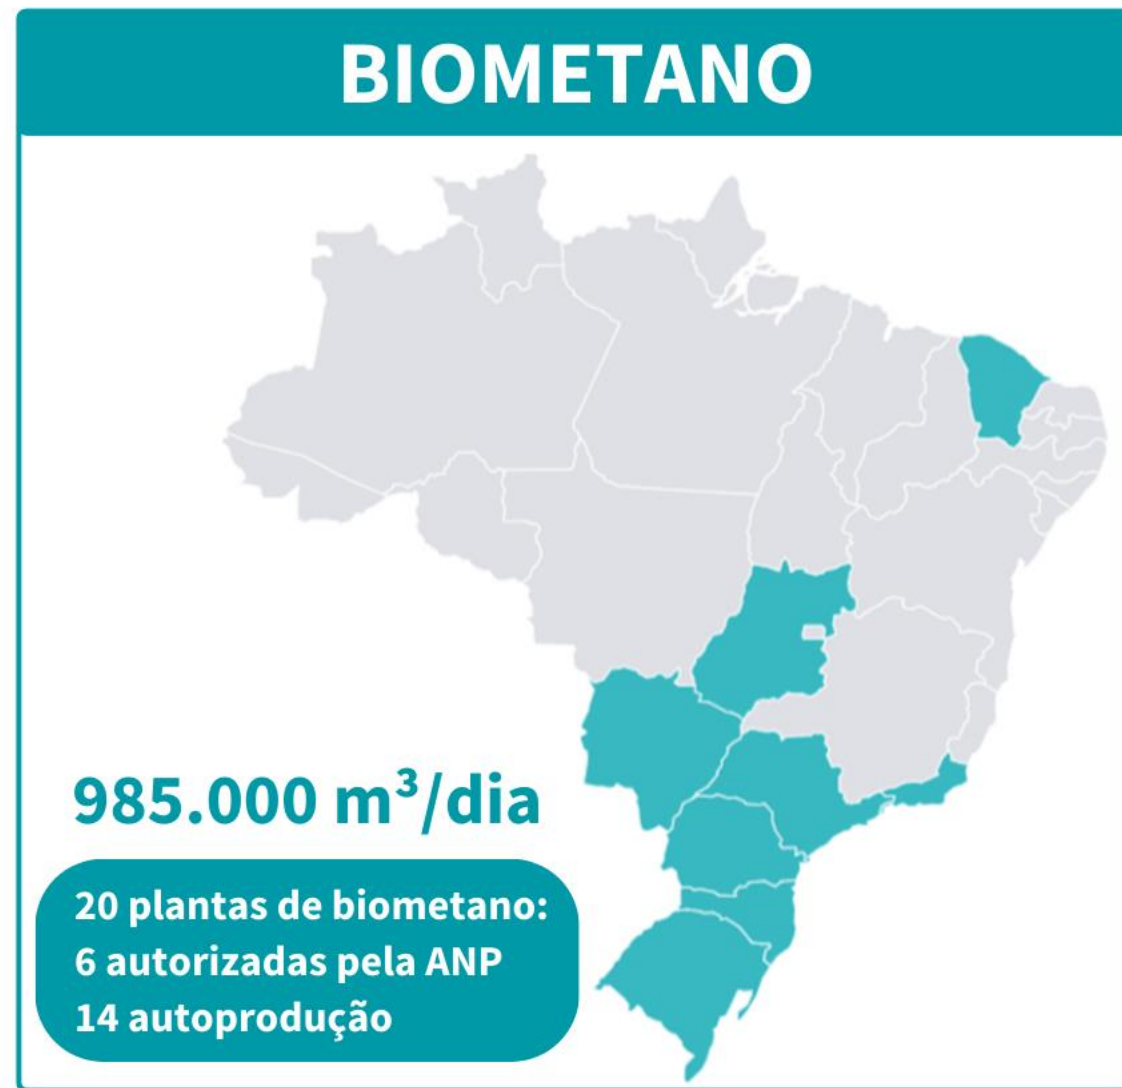 BIOMETANO
985.000 m³/dia
20 plantas de biometano:
6 autorizadas pela ANP
14 autoprodução